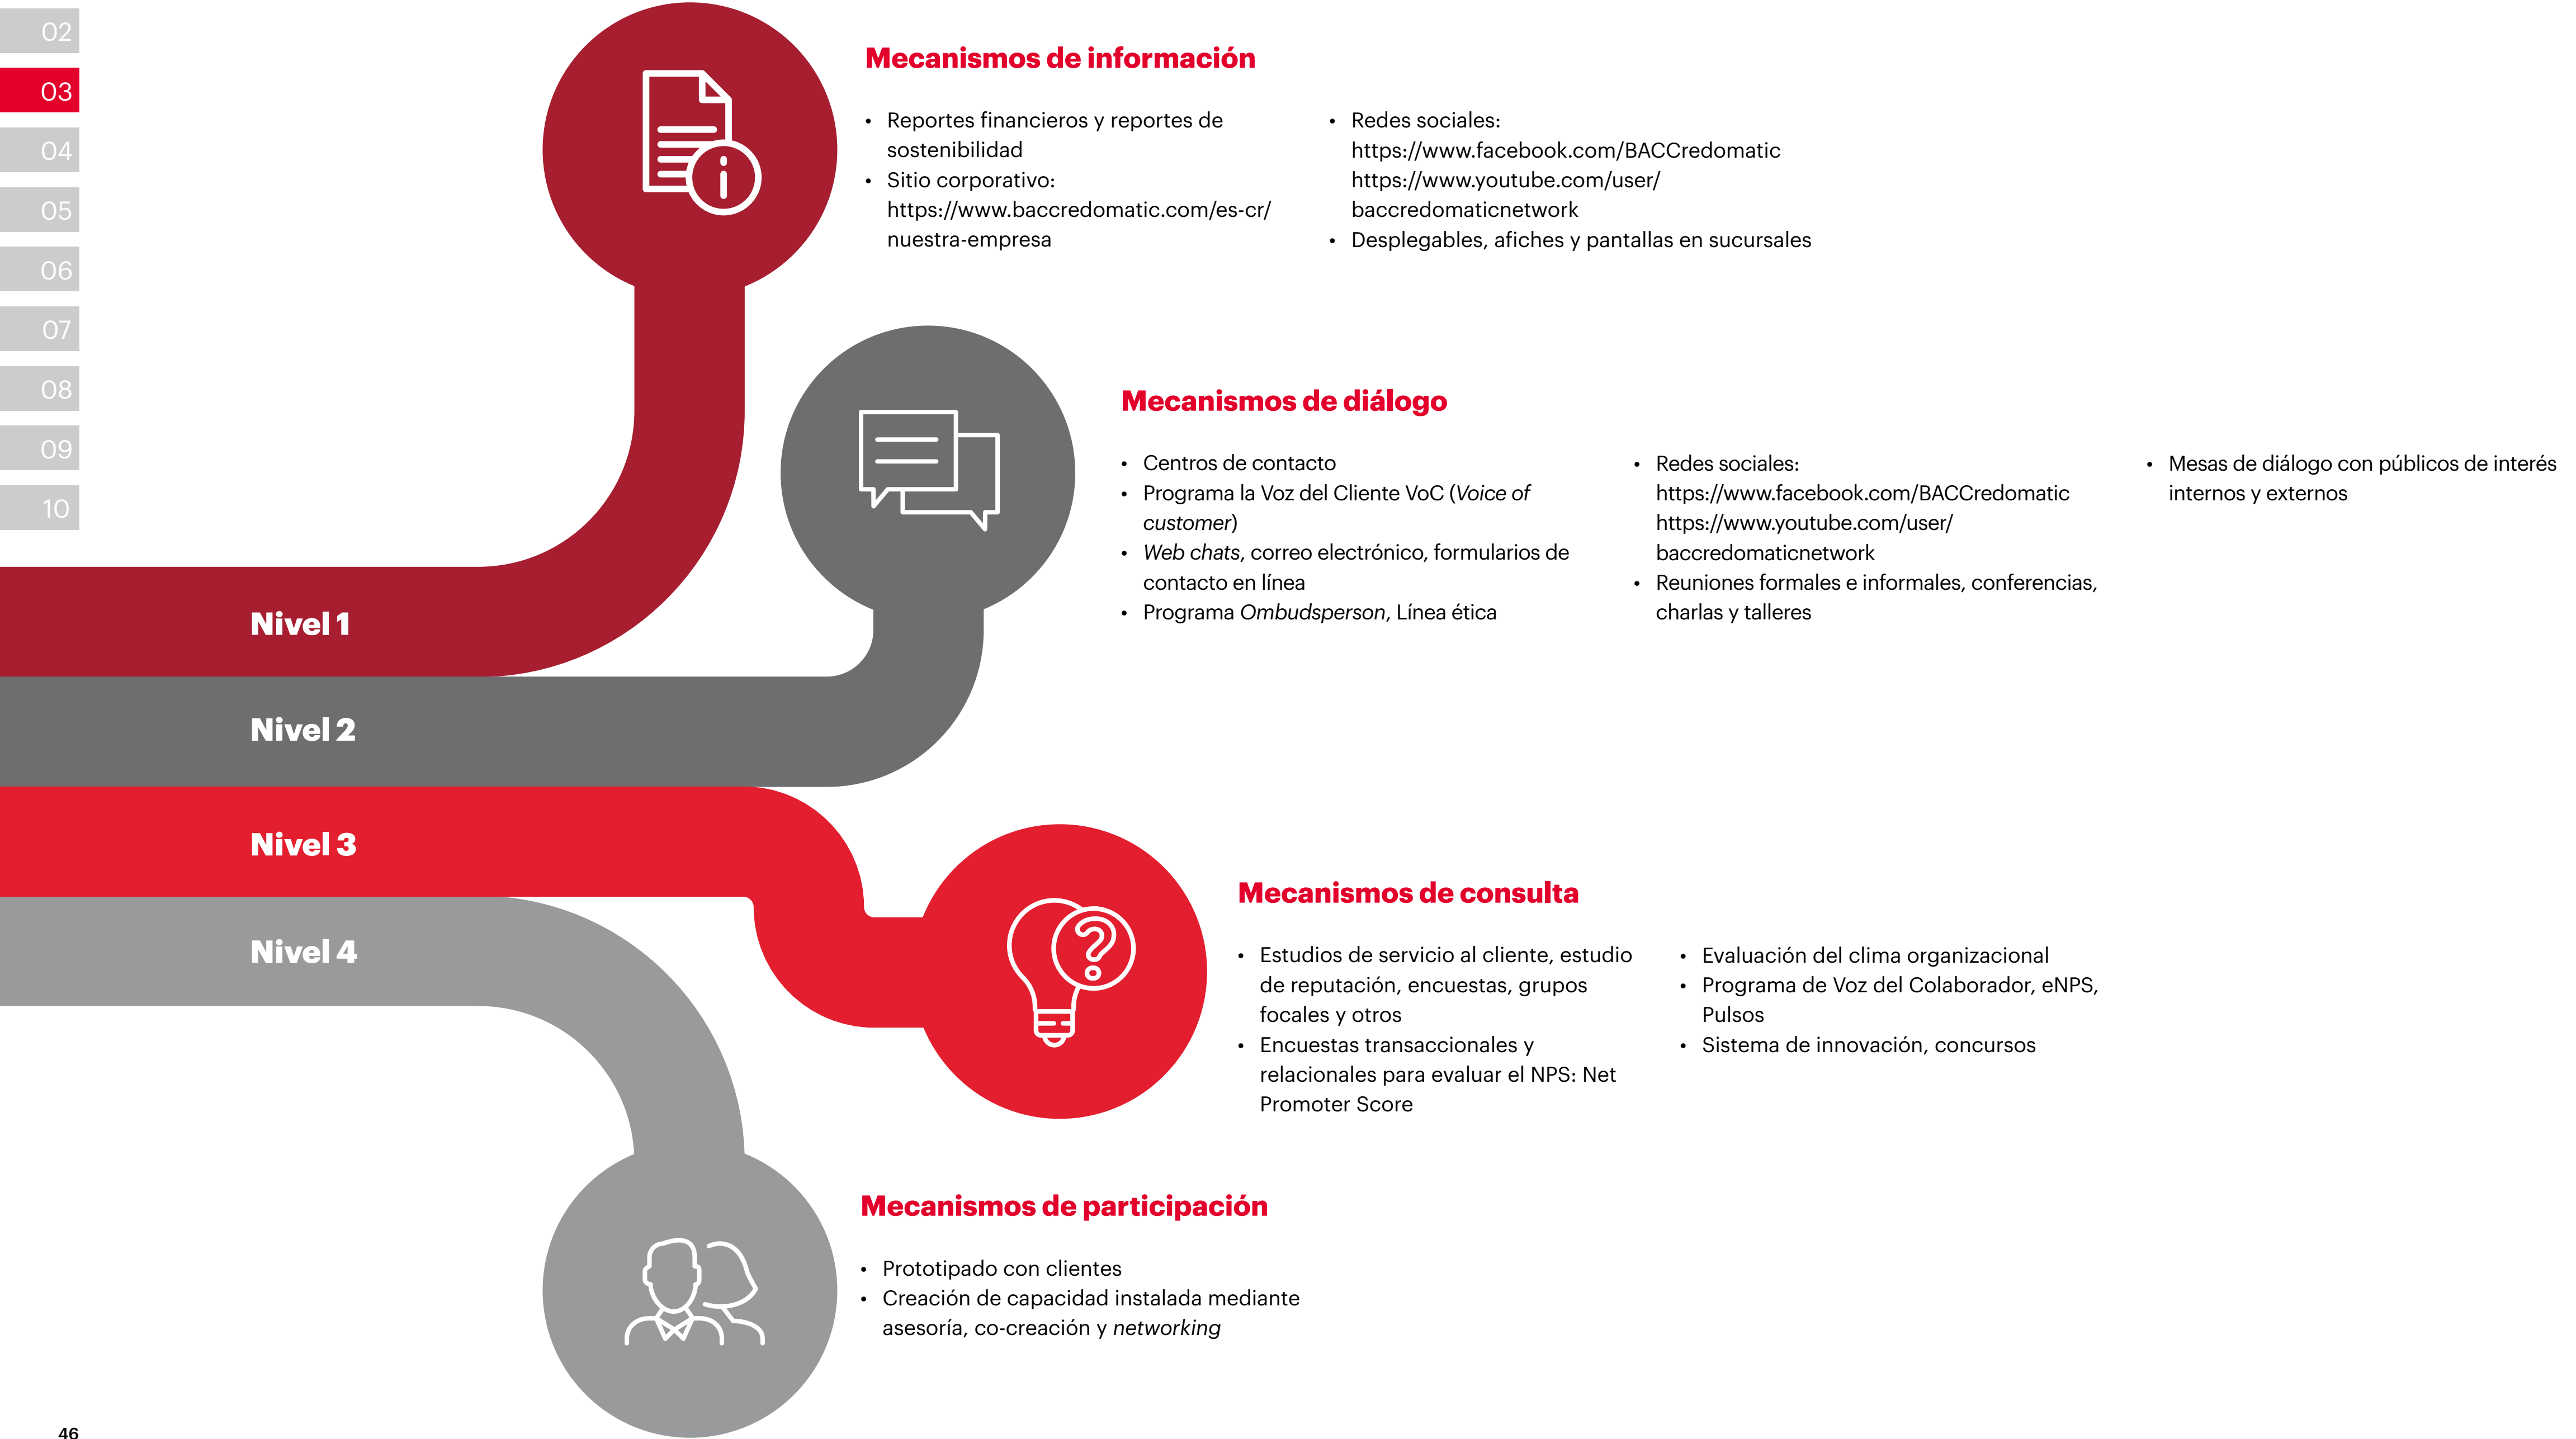 02
03
04
05
06
07
08
09
10
Mecanismos de información
• Reportes financieros y reportes de
sostenibilidad
• Sitio corporativo:
https://www.baccredomatic.com/es-cr/
nuestra-empresa
• Redes sociales:
https://www.facebook.com/BACCredomatic
https://www.youtube.com/user/
baccredomaticnetwork
• Desplegables, afiches y pantallas en sucursales
Mecanismos de diálogo
• Centros de contacto
• Programa la Voz del Cliente VoC (Voice of
customer)
• Web chats, correo electrónico, formularios de
contacto en línea
• Programa Ombudsperson, Línea ética
• Redes sociales:
https://www.facebook.com/BACCredomatic
https://www.youtube.com/user/
baccredomaticnetwork
• Reuniones formales e informales, conferencias,
charlas y talleres
• Mesas de diálogo con públicos de interés
internos y externos
Nivel 1
Nivel 2
Nivel 3
Nivel 4
Mecanismos de consulta
• Estudios de servicio al cliente, estudio
de reputación, encuestas, grupos
focales y otros
• Encuestas transaccionales y
relacionales para evaluar el NPS: Net
Promoter Score
• Evaluación del clima organizacional
• Programa de Voz del Colaborador, eNPS,
Pulsos
• Sistema de innovación, concursos
Mecanismos de participación
• Prototipado con clientes
• Creación de capacidad instalada mediante
asesoría, co-creación y networking
46